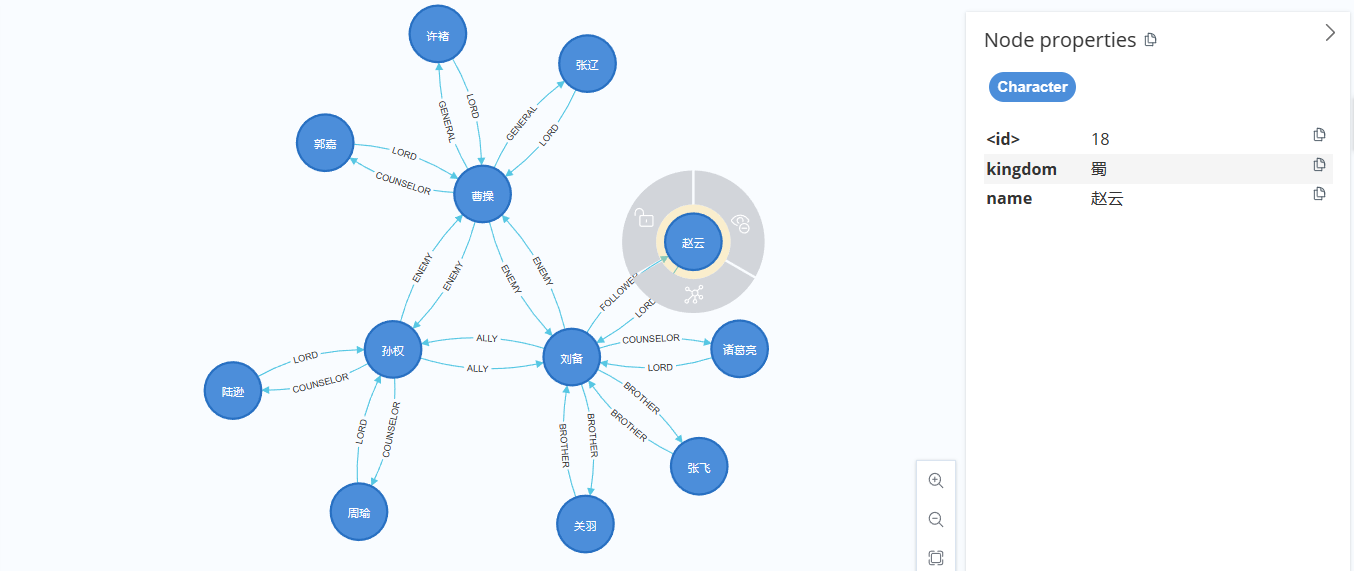 许褚
张辽
GENERAL
LORD
GENERAL
LORD
郭嘉
LORD
COUNSELOR
曹操
赵云
ENEMY
ENEMY
ENEMY
ENEMY
FOLLOWER
LORD
孙权
ALLY
ALLY
刘备
COUNSELOR
LORD
诸葛亮
LORD
COUNSELOR
陆逊
LORD
COUNSELOR
周瑜
BROTHER
BROTHER
BROTHER
BROTHER
张飞
关羽
Node properties
Character
<id> 18
kingdom 蜀
name 赵云